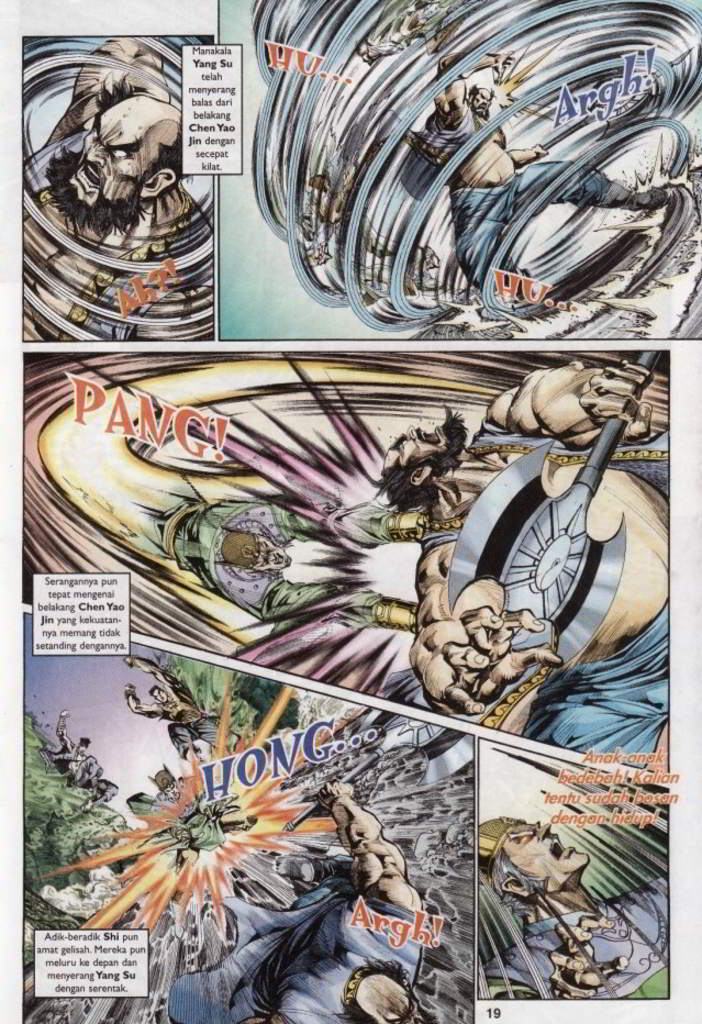 Manakala
Yang Su
telah
menyerang
balas dari
belakang
Chen Yao
Jin dengan
secepat
kilat.
HU...
Argh!
Ah?!
HU...
PANG!
Serangannya pun
tepat mengenai
belakang Chen Yao
Jin yang kekuatan-
nya memang tidak
setanding dengannya.
HONG...
Anak-anak
bedebah! Kalian
tentu sudah bosan
dengan hidup!
Argh!
Adik-beradik Shi pun
amat gelisah. Mereka pun
meluru ke depan dan
menyerang Yang Su
dengan serentak.
19